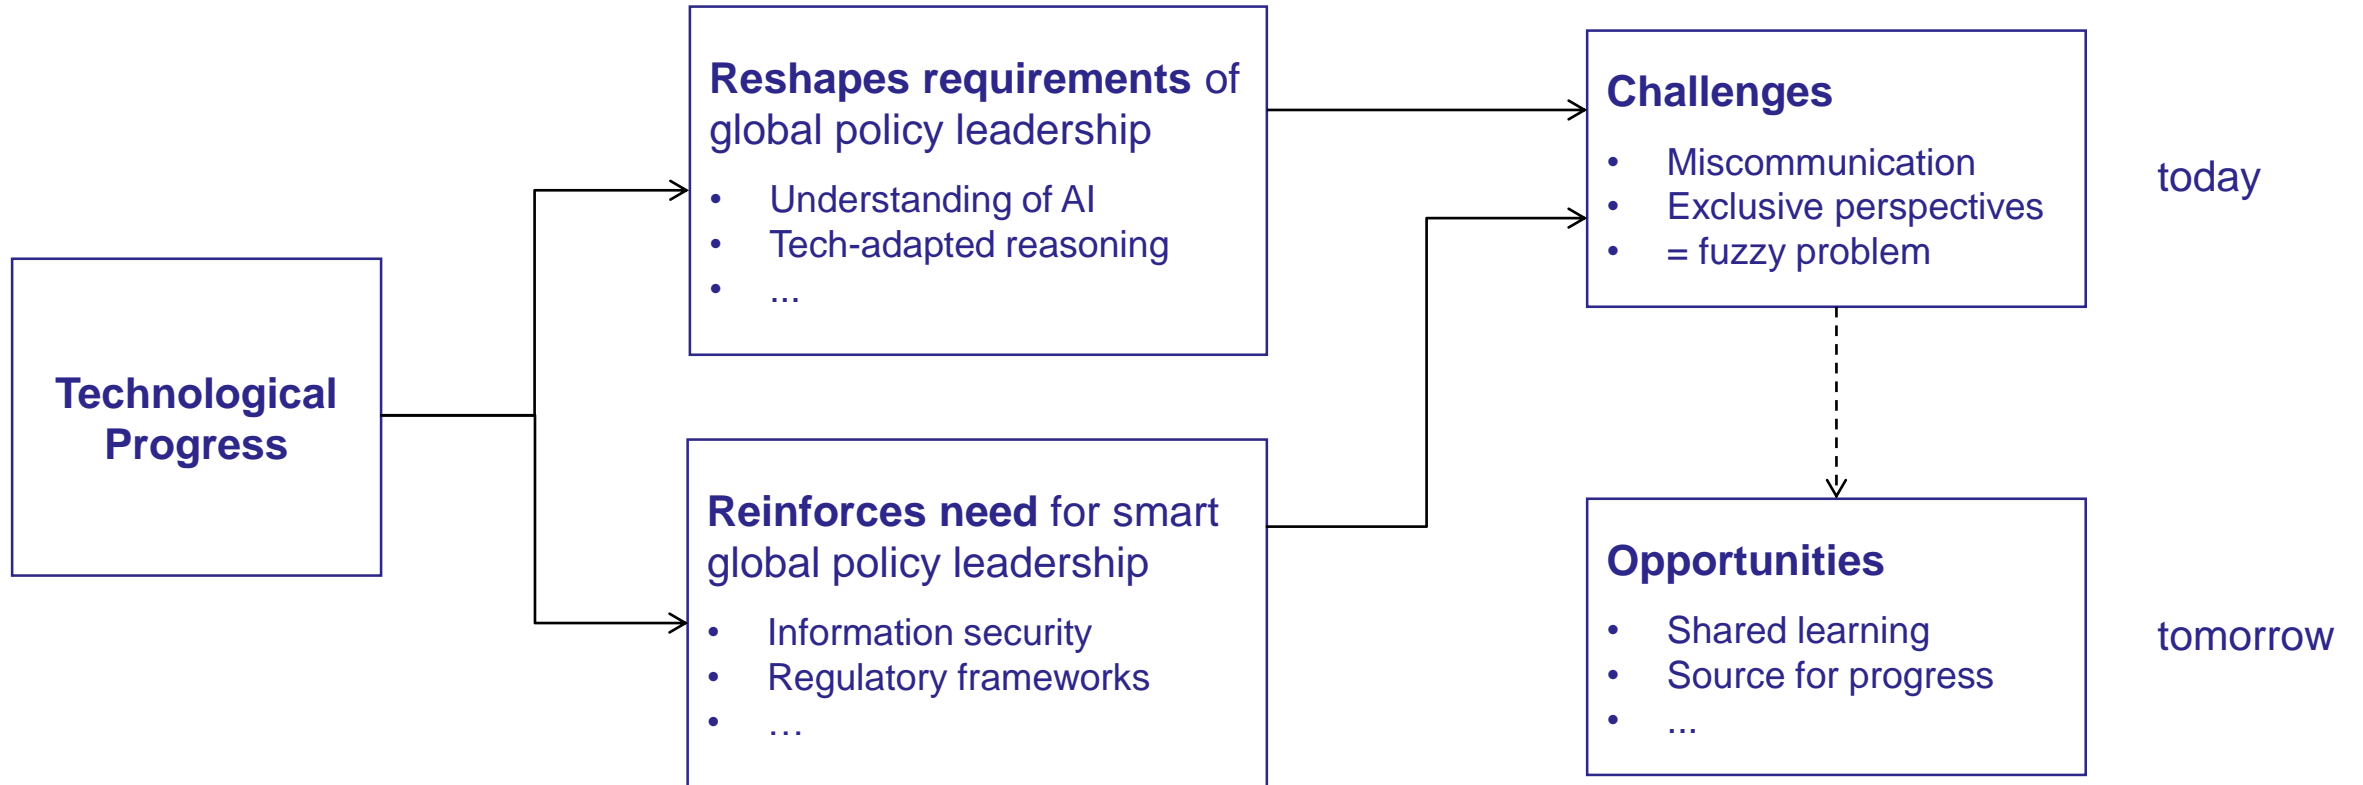 Technological
Progress
Reshapes requirements of
global policy leadership
• Understanding of AI
• Tech-adapted reasoning
• ...
Reinforces need for smart
global policy leadership
• Information security
• Regulatory frameworks
• …
Challenges
• Miscommunication
• Exclusive perspectives
• = fuzzy problem
today
Opportunities
• Shared learning
• Source for progress
• ...
tomorrow